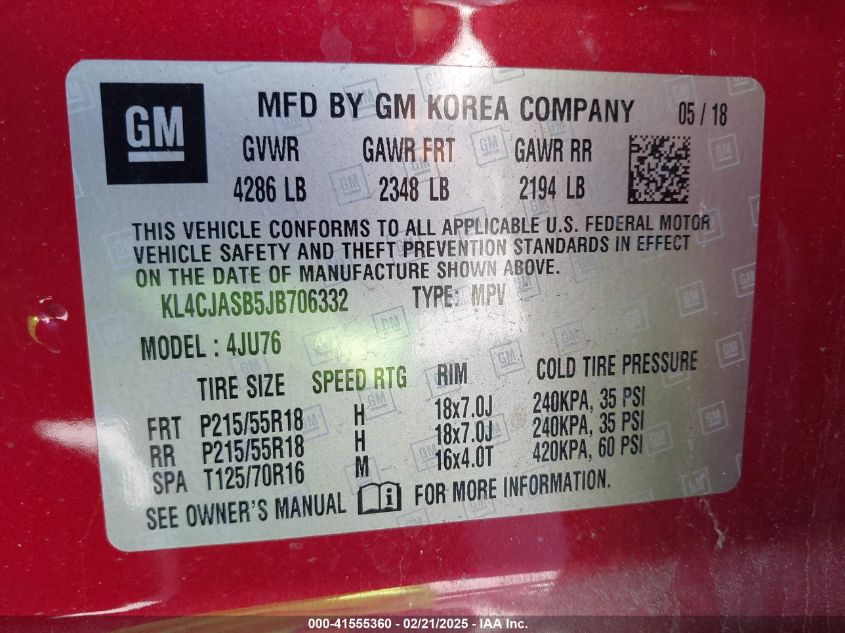 GM
MFD BY GM KOREA COMPANY 05 / 18
GVWR GAWR FRT GAWR RR
4286 LB 2348 LB 2194 LB
THIS VEHICLE CONFORMS TO ALL APPLICABLE U.S. FEDERAL MOTOR
VEHICLE SAFETY AND THEFT PREVENTION STANDARDS IN EFFECT
ON THE DATE OF MANUFACTURE SHOWN ABOVE.
KL4CJASB5JB706332 TYPE: MPV
MODEL : 4JU76
TIRE SIZE SPEED RTG RIM COLD TIRE PRESSURE
FRT P215/55R18 H 18x7.0J 240KPA, 35 PSI
RR P215/55R18 H 18x7.0J 240KPA, 35 PSI
SPA T125/70R16 M 16x4.0T 420KPA, 60 PSI
SEE OWNER'S MANUAL i FOR MORE INFORMATION.
000-41555360 - 02/21/2025 - IAA Inc.